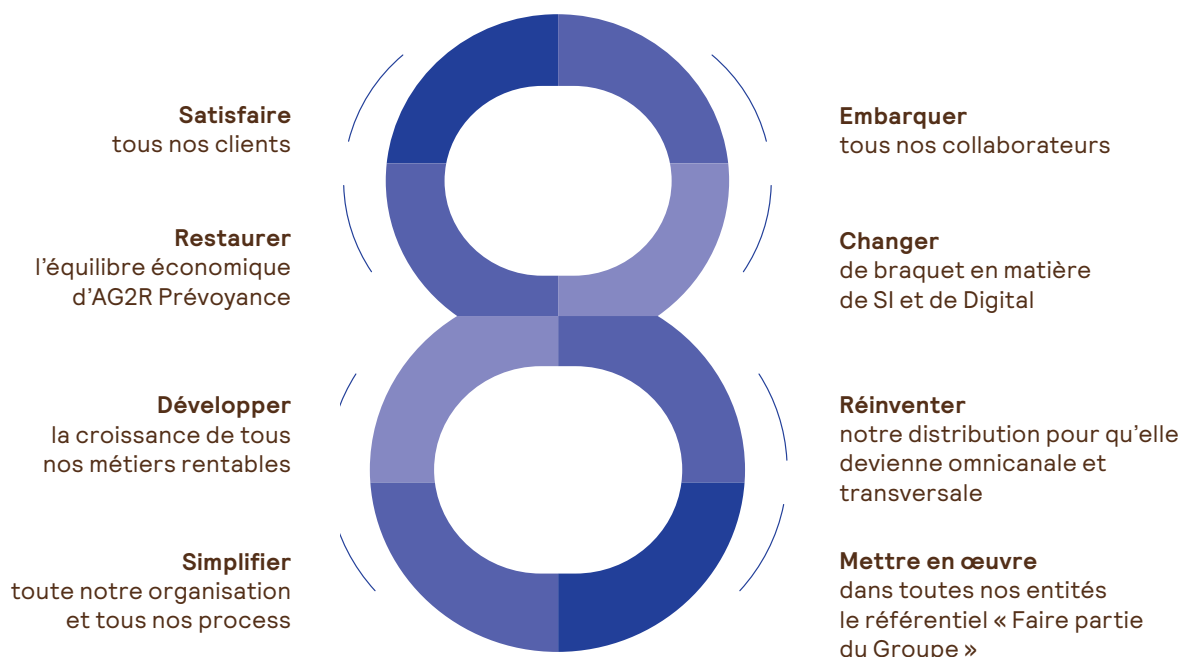 Satisfaire
tous nos clients
Restaurer
l’équilibre économique
d’AG2R Prévoyance
Développer
la croissance de tous
nos métiers rentables
Simplifier
toute notre organisation
et tous nos process
Embarquer
tous nos collaborateurs
Changer
de braquet en matière
de SI et de Digital
Réinventer
notre distribution pour qu’elle
devienne omnicanale et
transversale
Mettre en œuvre
dans toutes nos entités
le référentiel « Faire partie
du Groupe »